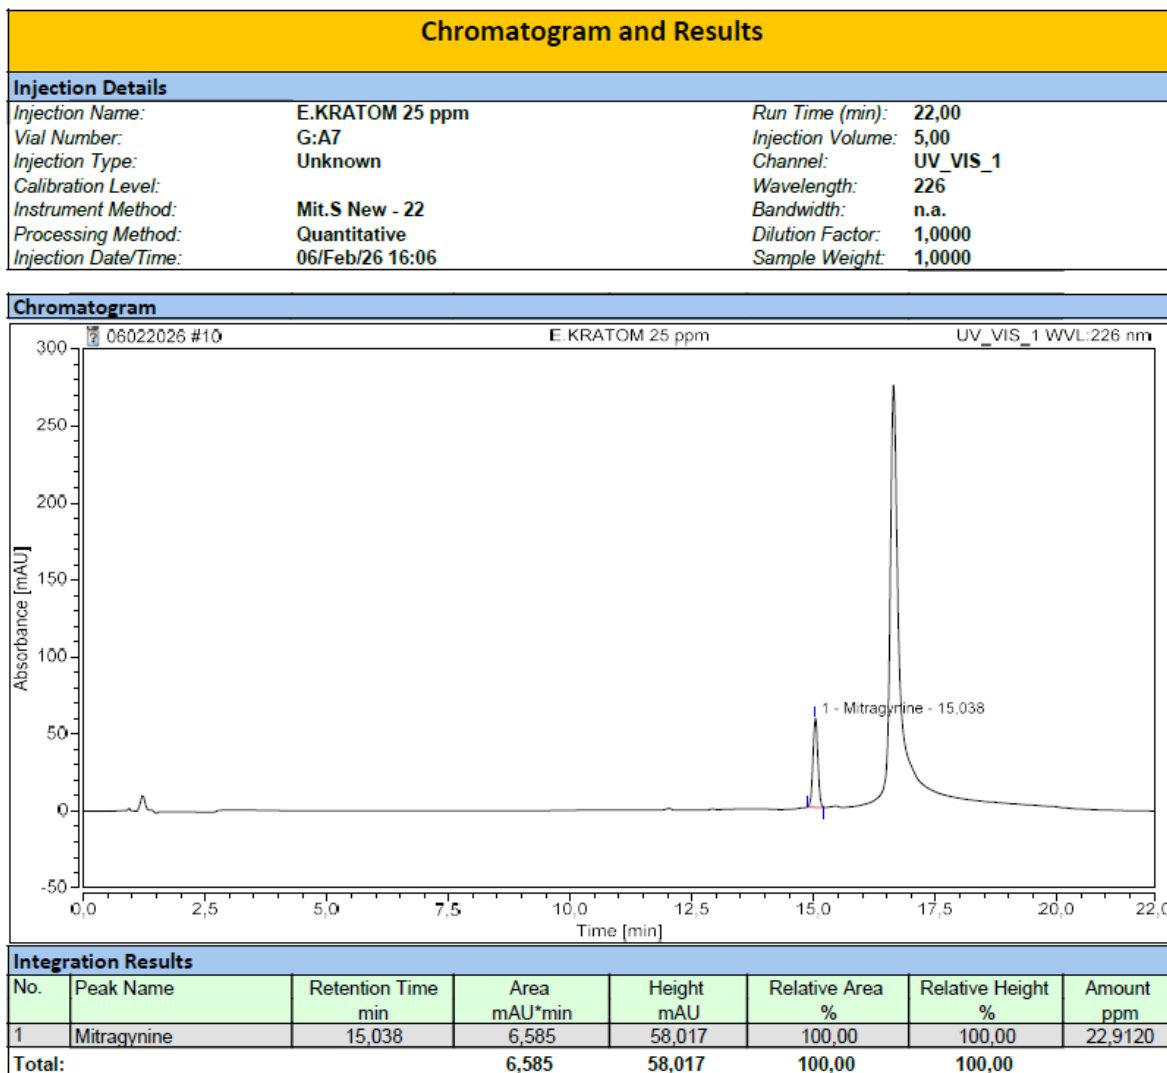 Chromatogram and Results
Injection Details
Injection Name: E.KRATOM 25 ppm Run Time (min): 22,00
Vial Number: G:A7 Injection Volume: 5,00
Injection Type: Unknown Channel: UV_VIS_1
Calibration Level: Wavelength: 226
Instrument Method: Mit.S New - 22 Bandwidth: n.a.
Processing Method: Quantitative Dilution Factor: 1,0000
Injection Date/Time: 06/Feb/26 16:06 Sample Weight: 1,0000
Chromatogram
06022026 #10 E.KRATOM 25 ppm UV_VIS_1 WVL:226 nm
300
250
200
150
100
50
0
-50
Absorbance [mAU]
1 - Mitragynine - 15,038
0,0 2,5 5,0 7,5 10,0 12,5 15,0 17,5 20,0 22,0
Time [min]
Integration Results
No. Peak Name Retention Time Area Height Relative Area Relative Height Amount
min mAU*min mAU % % ppm
1 Mitragynine 15,038 6,585 58,017 100,00 100,00 22,9120
Total: 6,585 58,017 100,00 100,00